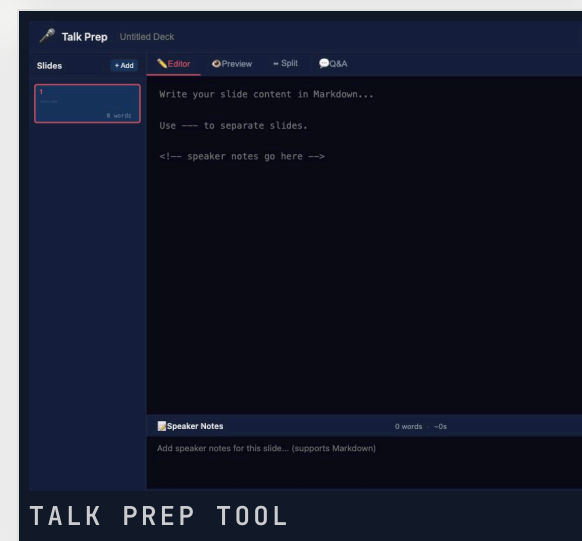 Talk Prep Untitled Deck
Slides + Add
Editor Preview Split Q&A
1
0 words
Write your slide content in Markdown...
Use --- to separate slides.
<!-- speaker notes go here -->
Speaker Notes 0 words · ~0s
Add speaker notes for this slide... (supports Markdown)
TALK PREP TOOL